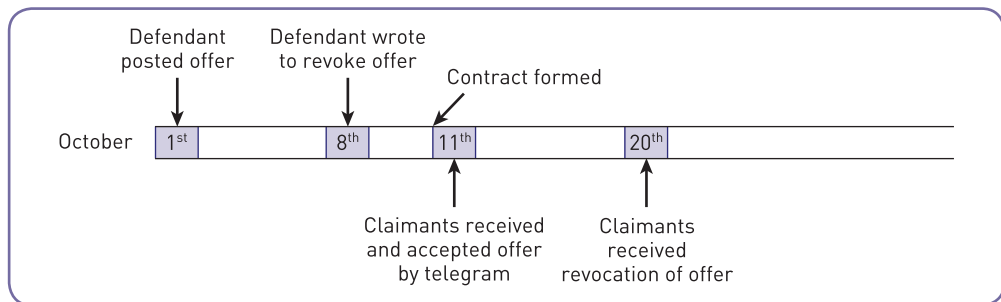 Defendant
posted offer
Defendant wrote
to revoke offer
Contract formed
October 1st 8th 11th 20th
Claimants received
and accepted offer
by telegram
Claimants
received
revocation of offer